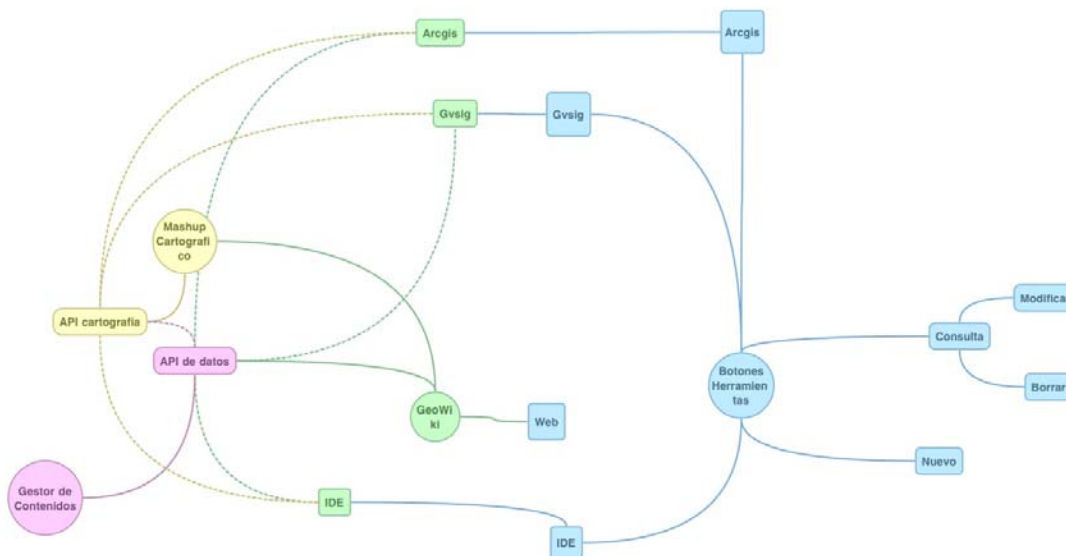 Arcgis
Arcgis
Gvsig
Gvsig
Mashup
Cartografi
co
API cartografía
API de datos
Modifica
Consulta
Botones
Herramien
tas
Borrar
GeoWi
ki
Web
Nuevo
Gestor de
Contenidos
IDE
IDE